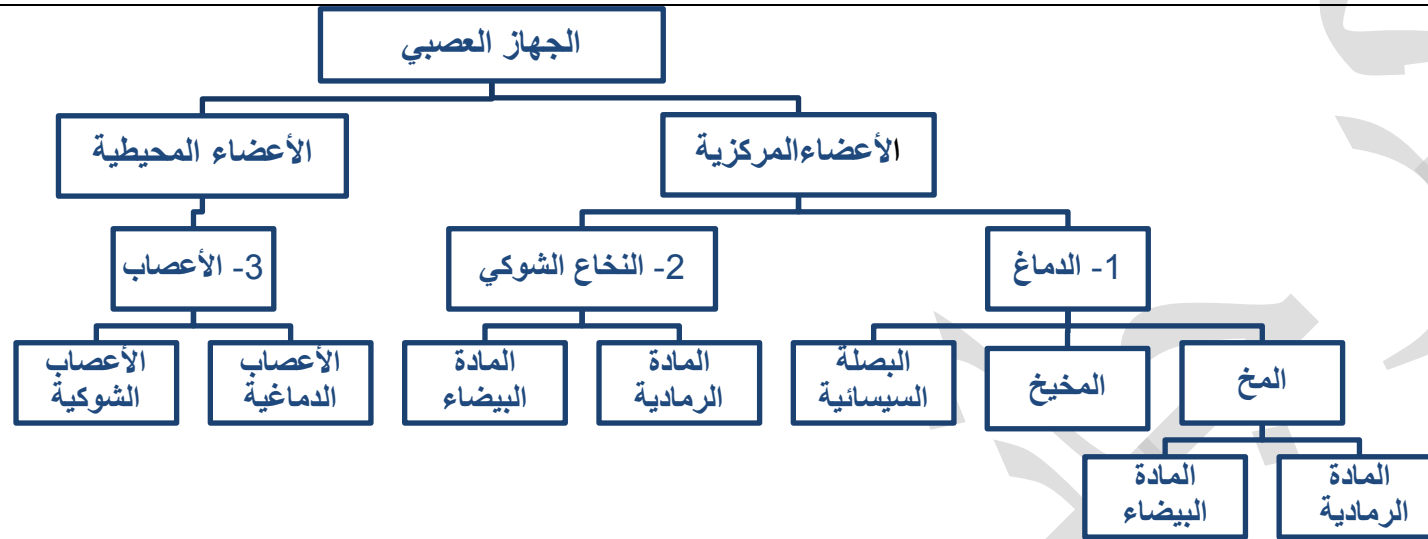 الجهاز العصبي
الأعضاءالمركزية
الأعضاء المحيطية
1- الدماغ
2- النخاع الشوكي
3- الأعصاب
المخ
المخيخ
البصلة
السيسائية
المادة
الرمادية
المادة
البيضاء
الأعصاب
الدماغية
الأعصاب
الشوكية
المادة
الرمادية
المادة
البيضاء